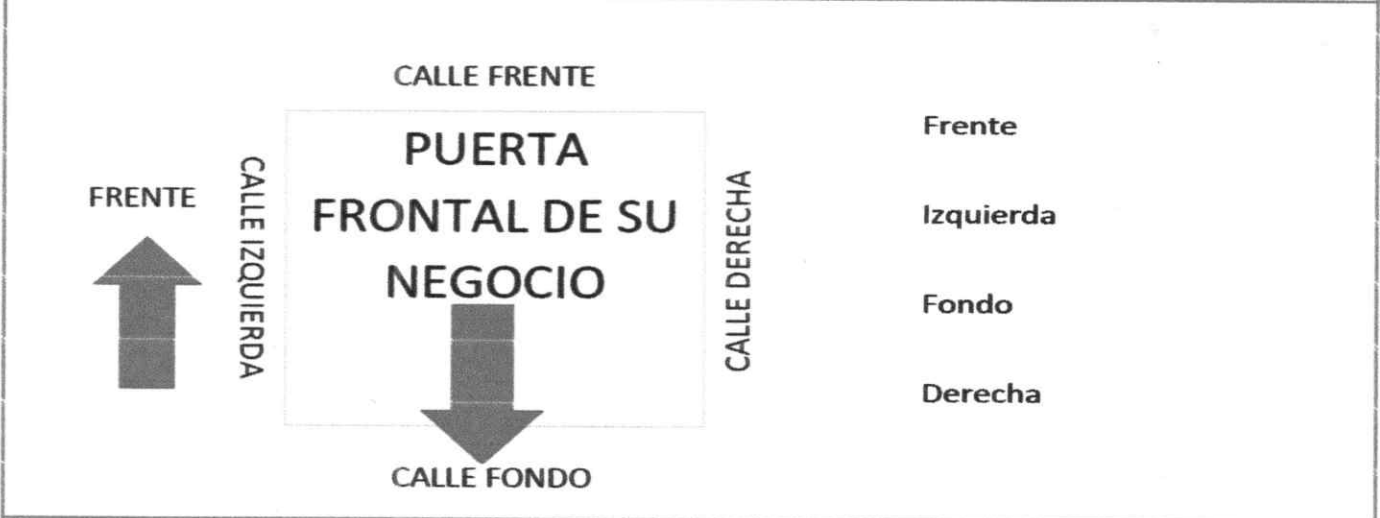 CALLE FRENTE
FRENTE
CALLE IZQUIERDA
PUERTA
FRONTAL DE SU
NEGOCIO
CALLE DERECHA
CALLE FONDO
Frente
Izquierda
Fondo
Derecha